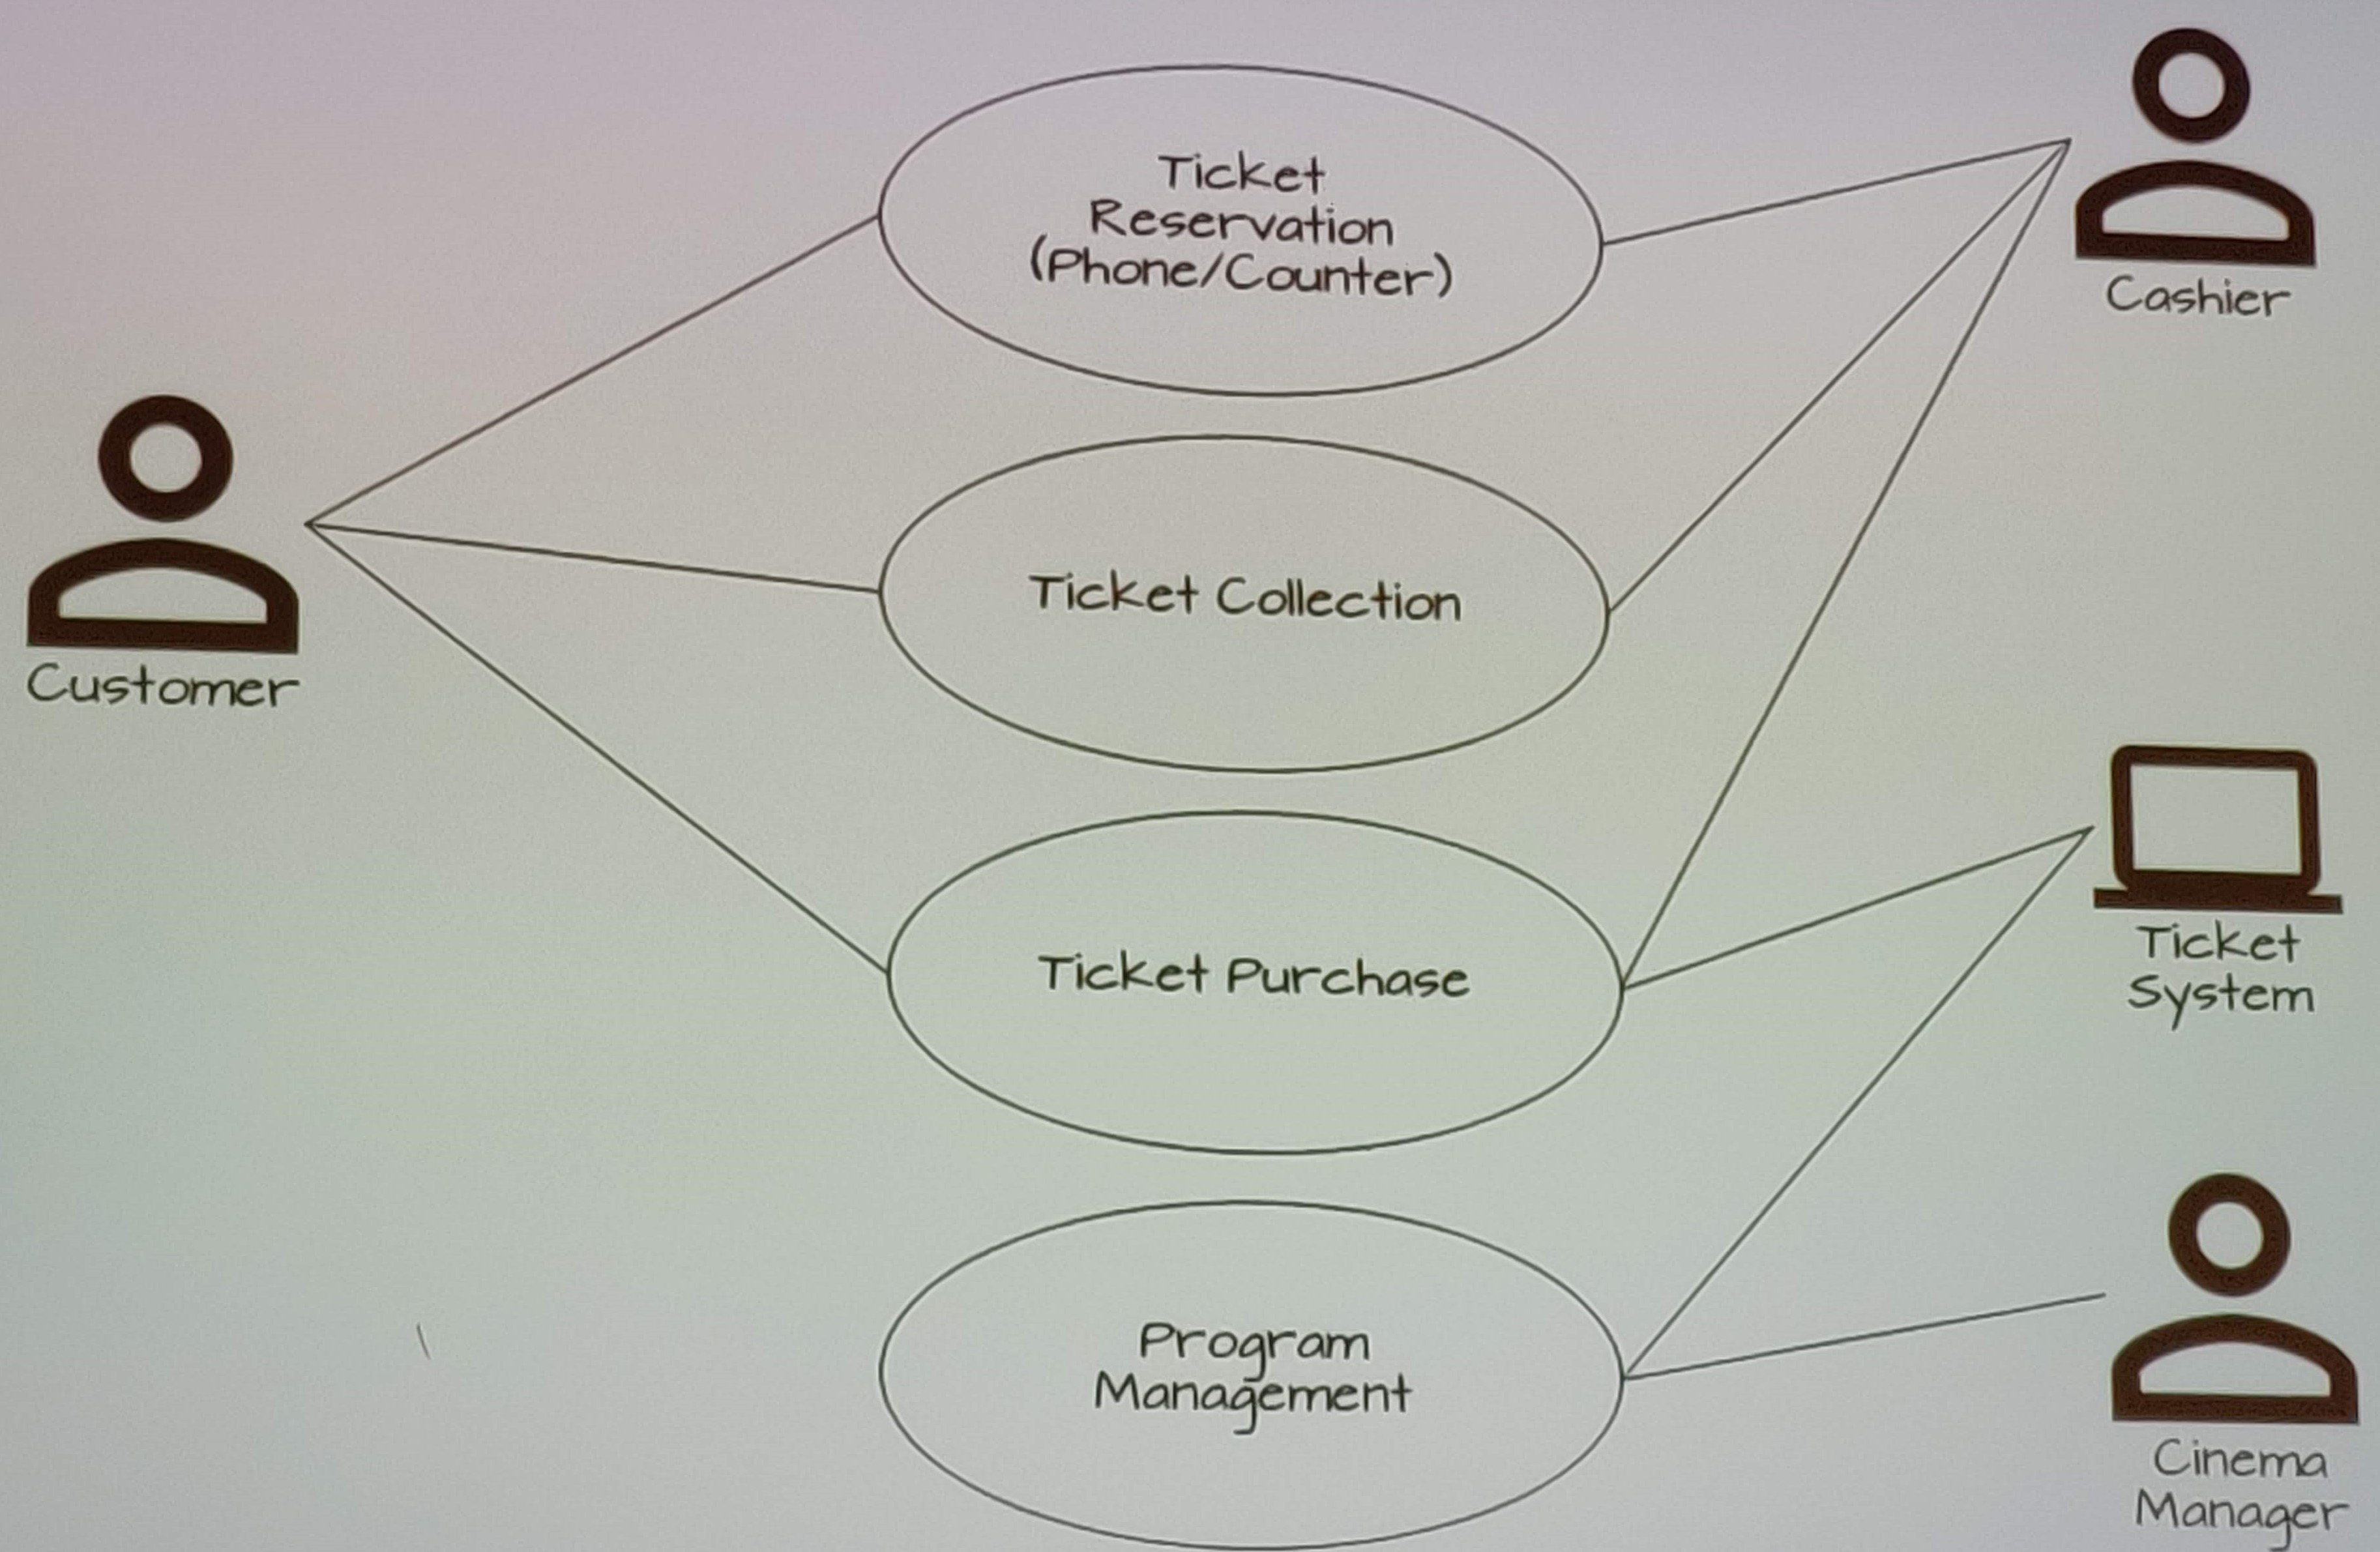 Ticket
Reservation
(Phone/Counter)
Cashier
Customer
Ticket Collection
Ticket Purchase
Ticket
System
Program
Management
Cinema
Manager